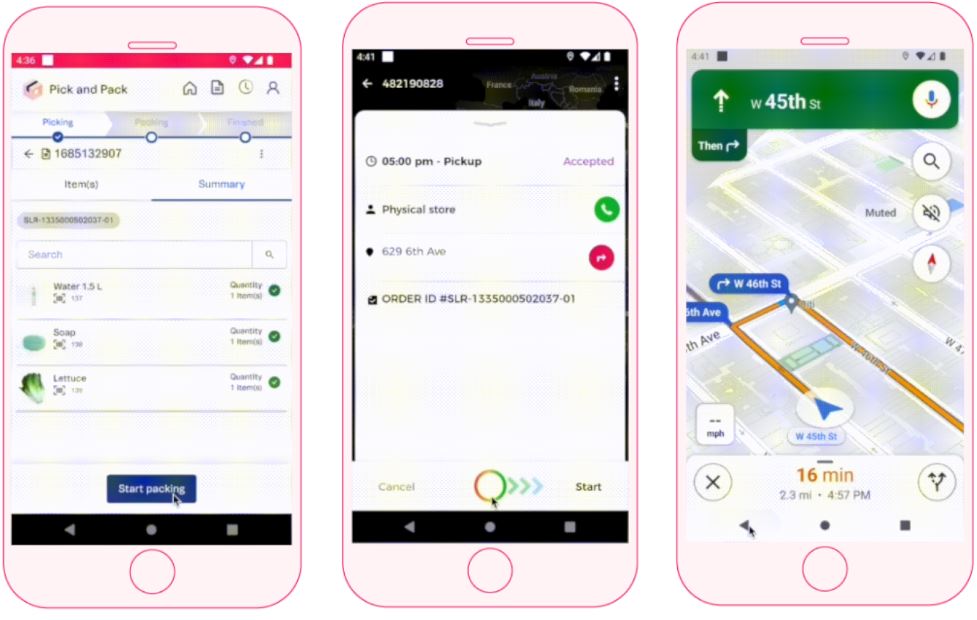 4:36
Pick and Pack
Picking
Packing
Finished
1685132907
Item(s)
Summary
SLR-1335000502037-01
Search
Water 1.5 L
Quantity
137
1 Item(s)
Soap
Quantity
138
1 Item(s)
Lettuce
Quantity
139
1 Item(s)
Start packing
4:41
482190828
France
Austria
Romania
Italy
05:00 pm - Pickup
Accepted
Physical store
629 6th Ave
ORDER ID #SLR-1335000502037-01
Cancel
Start
4:41
W 45th St
Then
Muted
W 46th St
6th Ave
th Ave
W 46th St
W 47
W 45th St
--
mph
16 min
2.3 mi • 4:57 PM